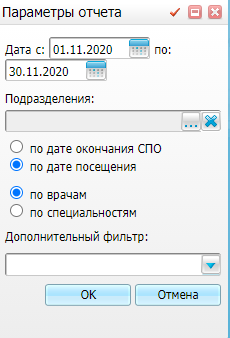 Параметры отчета
Дата с: 01.11.2020 по:
30.11.2020
Подразделения:
...
по дате окончания СПО
по дате посещения
по врачам
по специальностям
Дополнительный фильтр:
ОК Отмена